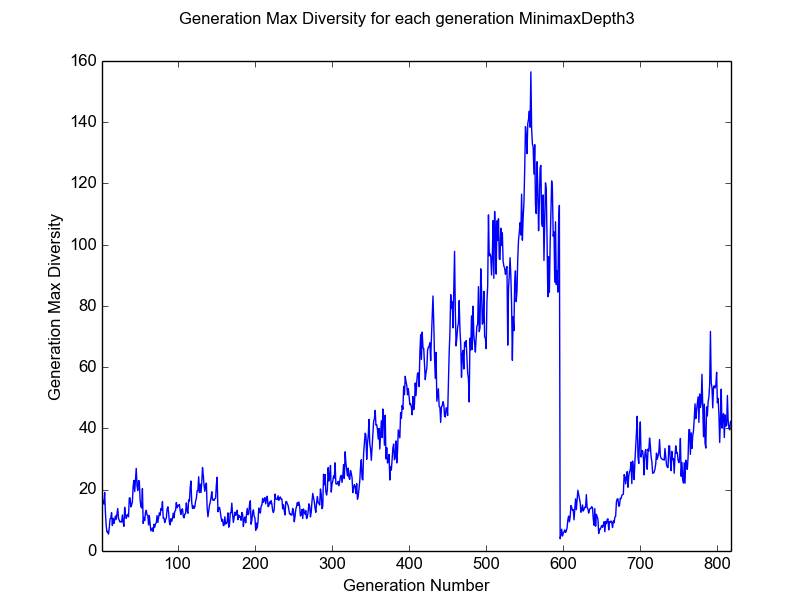 Generation Max Diversity for each generation MinimaxDepth3
160
140
120
100
80
60
40
20
0
Generation Max Diversity
100 200 300 400 500 600 700 800
Generation Number